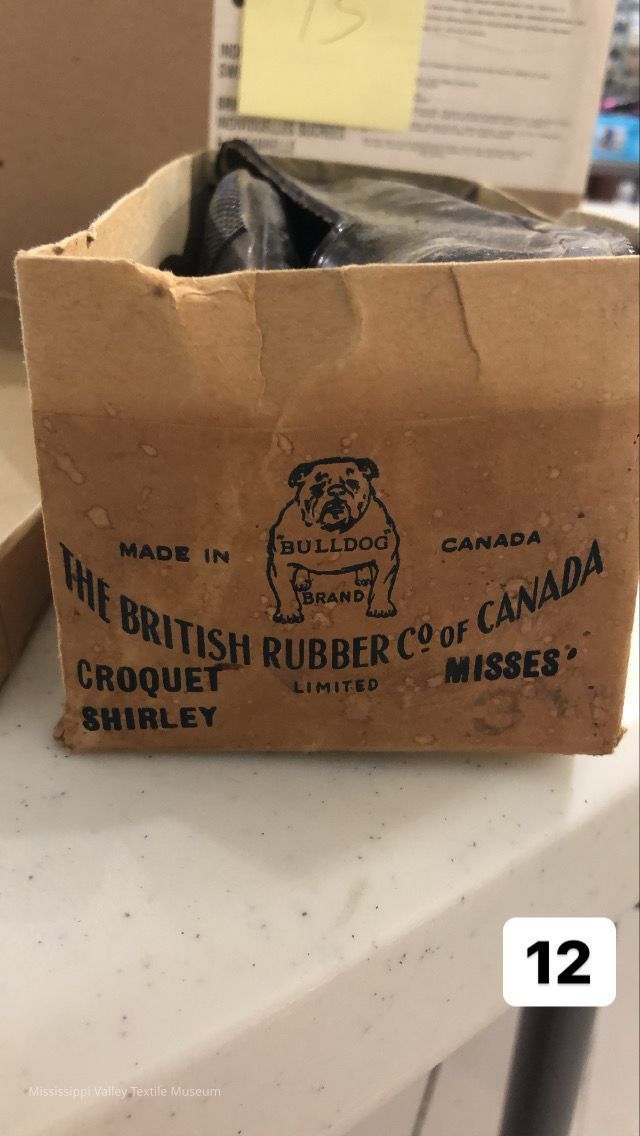 15
MADE IN
"BULLDOG"
BRAND
CANADA
THE BRITISH RUBBER Cº OF CANADA
LIMITED
CROQUET
SHIRLEY
MISSES'
3
12
Mississippi Valley Textile Museum